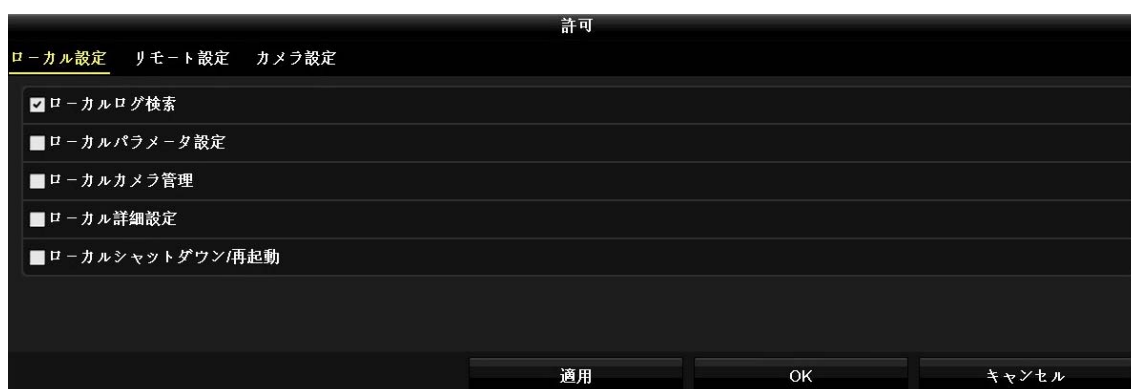 許可
ローカル設定 リモート設定 カメラ設定
ローカルログ検索
ローカルパラメータ設定
ローカルカメラ管理
ローカル詳細設定
ローカルシャットダウン/再起動
適用 OK キャンセル